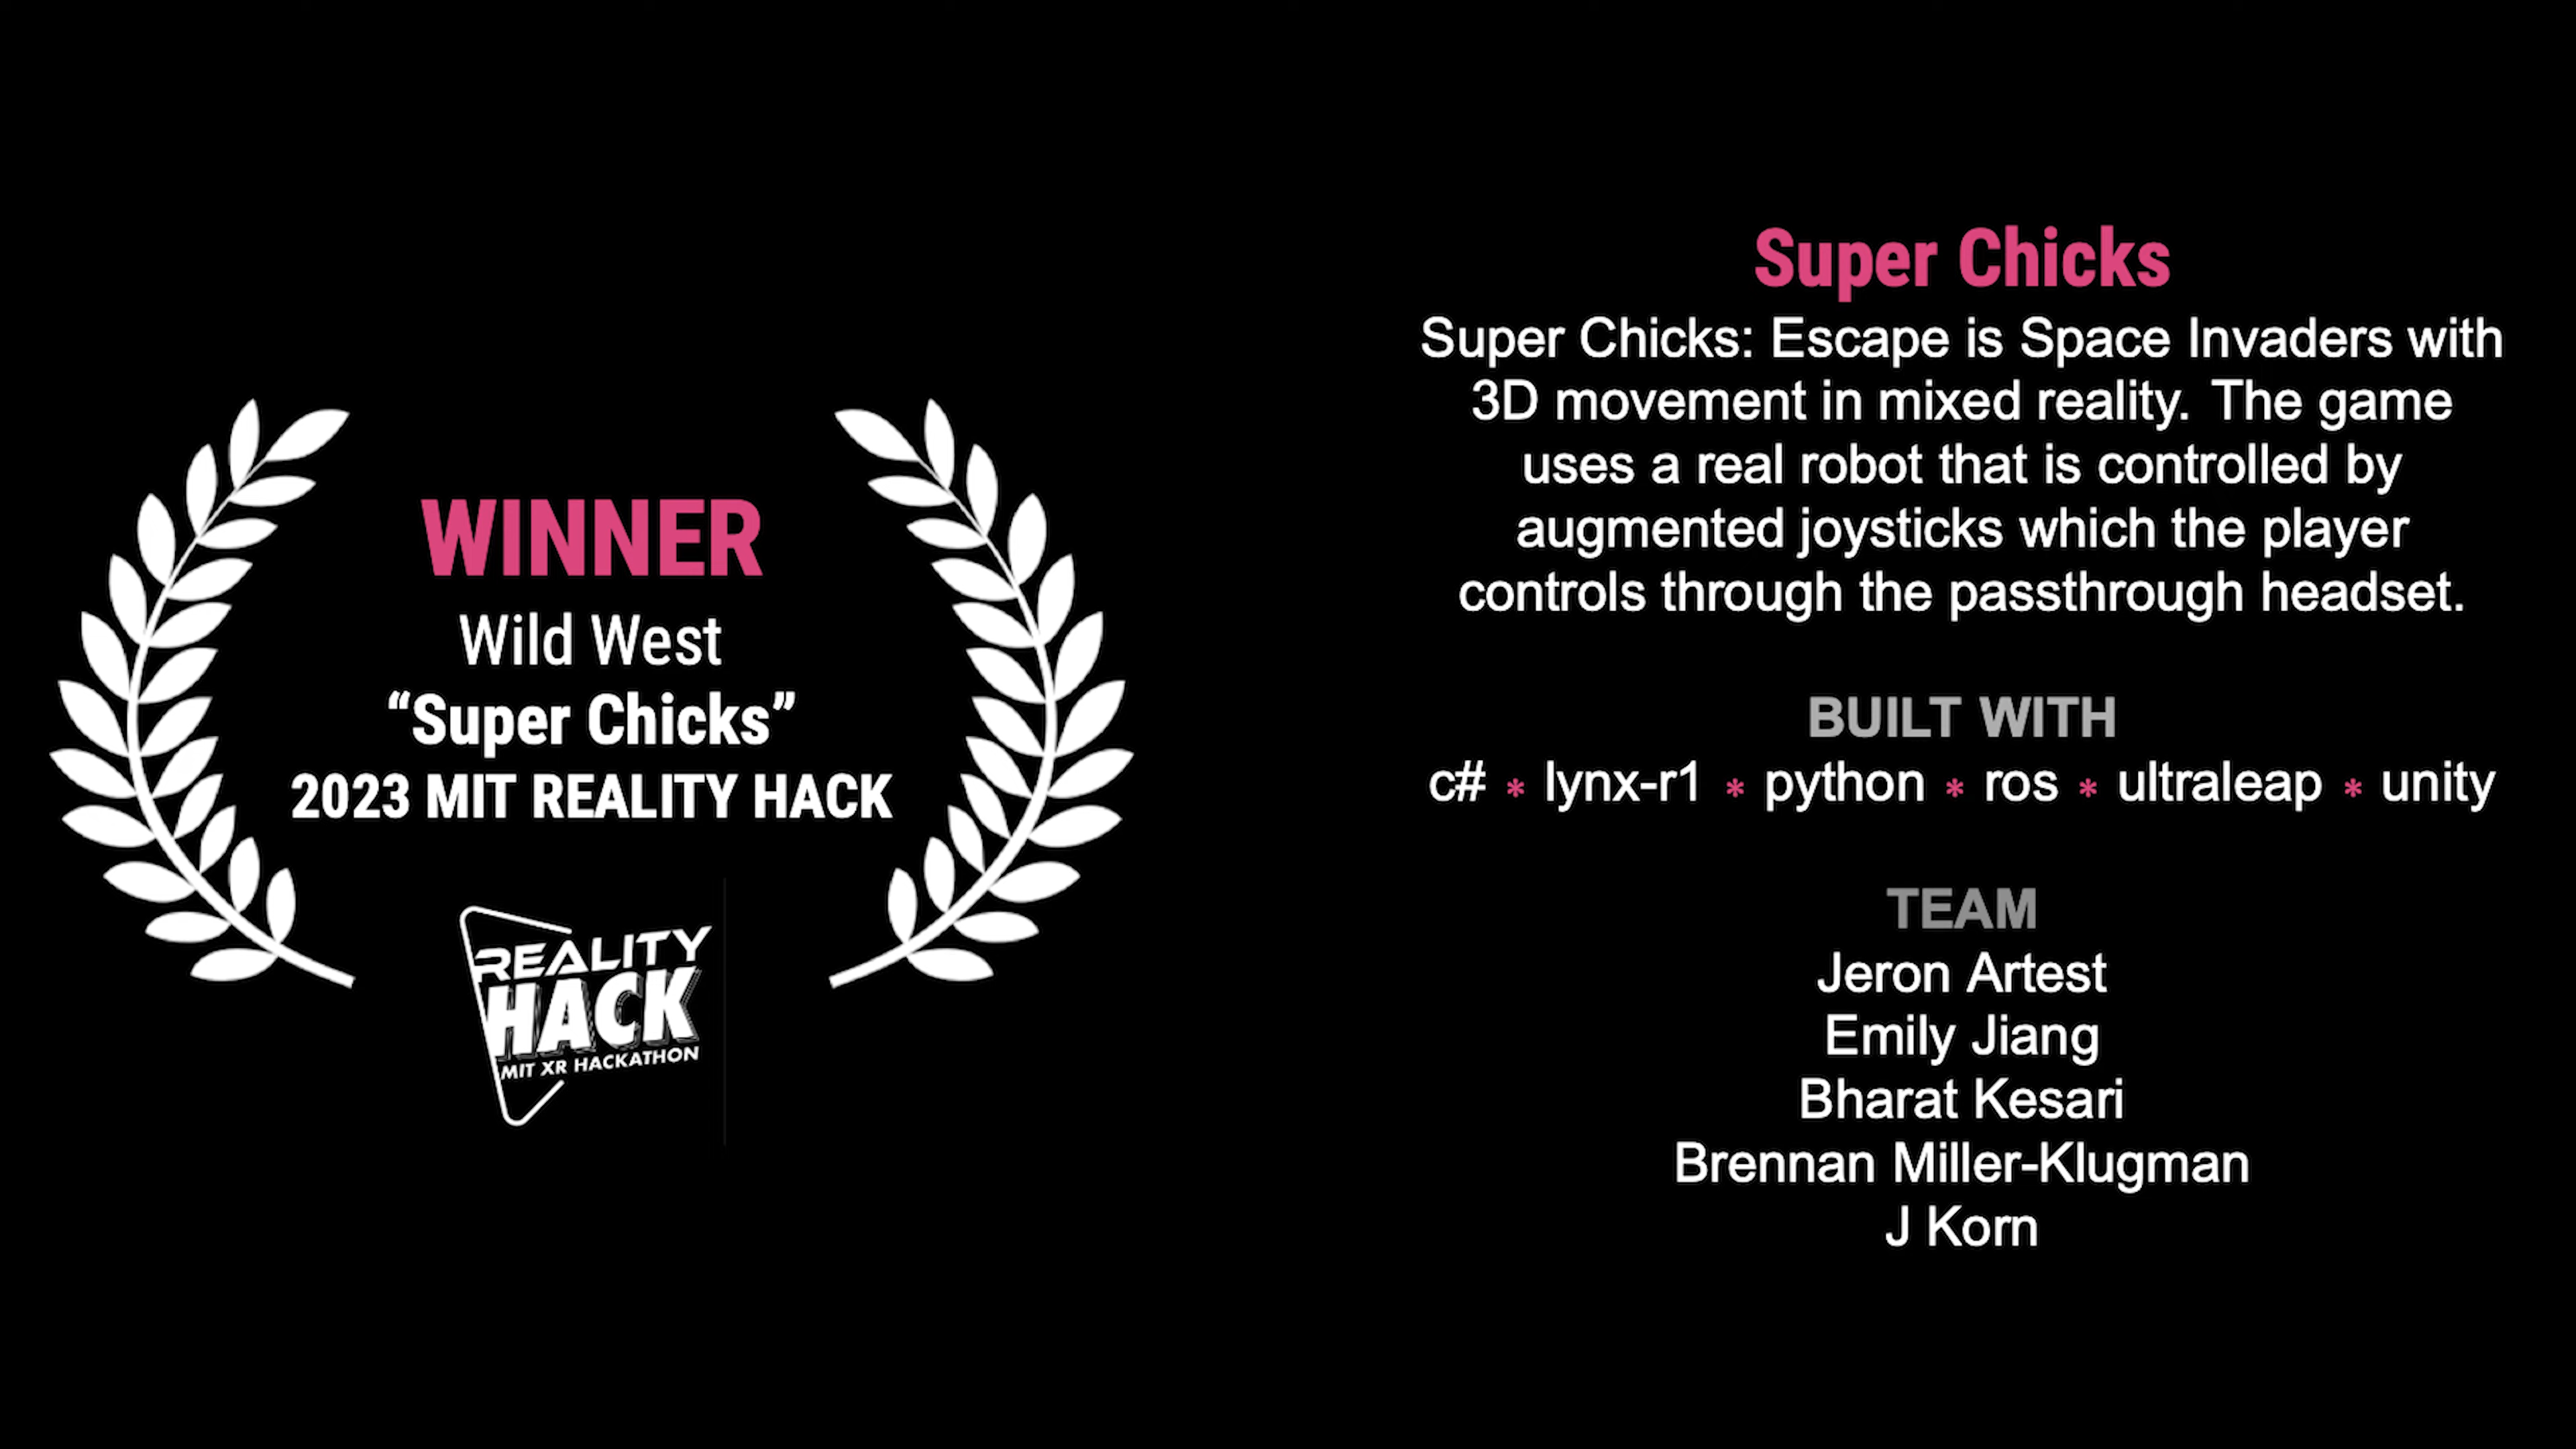 WINNER
Wild West
“Super Chicks”
2023 MIT REALITY HACK
REALITY
HACK
MIT XR HACKATHON
Super Chicks
Super Chicks: Escape is Space Invaders with
3D movement in mixed reality. The game
uses a real robot that is controlled by
augmented joysticks which the player
controls through the passthrough headset.
BUILT WITH
c# * lynx-r1 * python * ros * ultraleap * unity
TEAM
Jeron Artest
Emily Jiang
Bharat Kesari
Brennan Miller-Klugman
J Korn